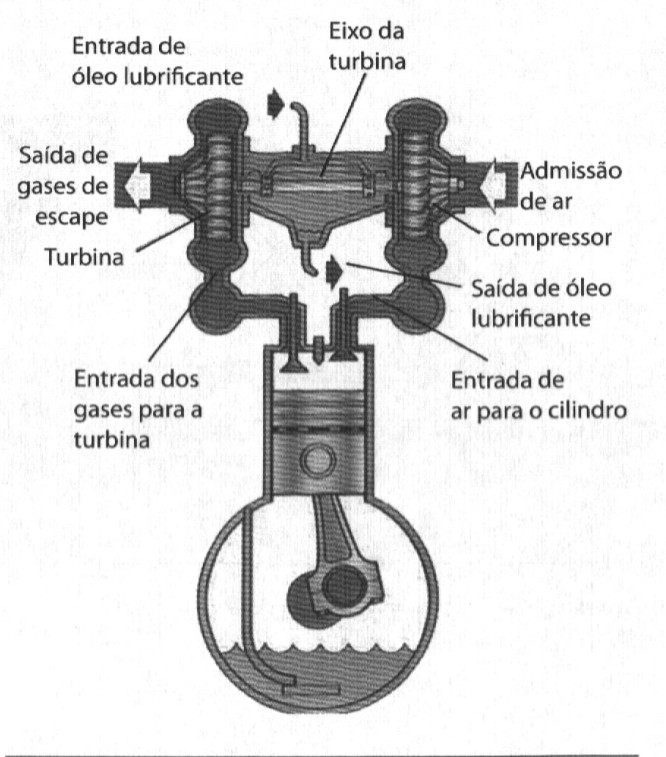 Entrada de
óleo lubrificante
Eixo da
turbina
Saída de
gases de
escape
Turbina
Admissão
de ar
Compressor
Saída de óleo
lubrificante
Entrada dos
gases para a
turbina
Entrada de
ar para o cilindro